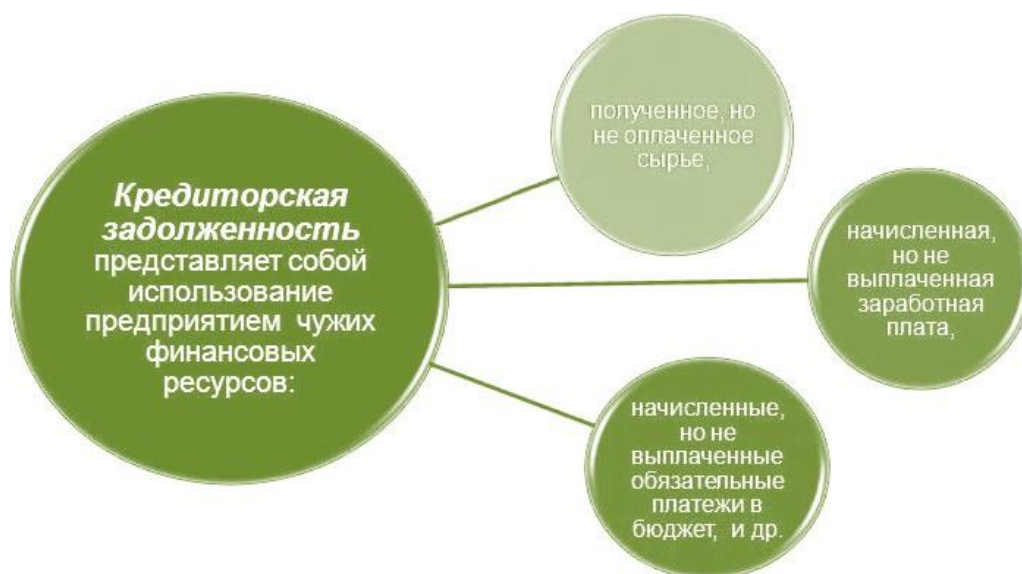 Кредиторская
задолженность
представляет собой
использование
предприятием чужих
финансовых
ресурсов:
полученное, но
не оплаченное
сырье,
начисленная,
но не
выплаченная
заработная
плата,
начисленные,
но не
выплаченные
обязательные
платежи в
бюджет, и др.